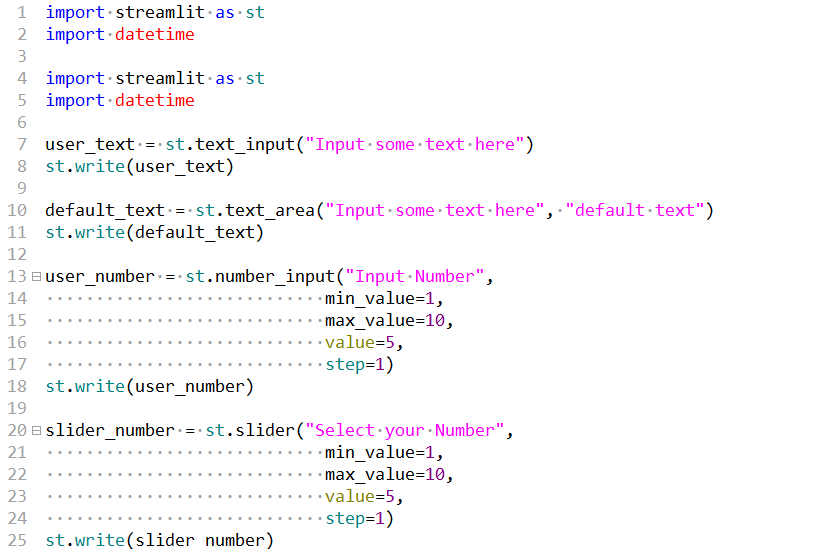 1 import streamlit as st
2 import datetime
3
4 import streamlit as st
5 import datetime
6
7 user_text = st.text_input("Input some text here")
8 st.write(user_text)
9
10 default_text = st.text_area("Input some text here", "default text")
11 st.write(default_text)
12
13 user_number = st.number_input("Input Number",
14                             min_value=1,
15                             max_value=10,
16                             value=5,
17                             step=1)
18 st.write(user_number)
19
20 slider_number = st.slider("Select your Number",
21                             min_value=1,
22                             max_value=10,
23                             value=5,
24                             step=1)
25 st.write(slider number)